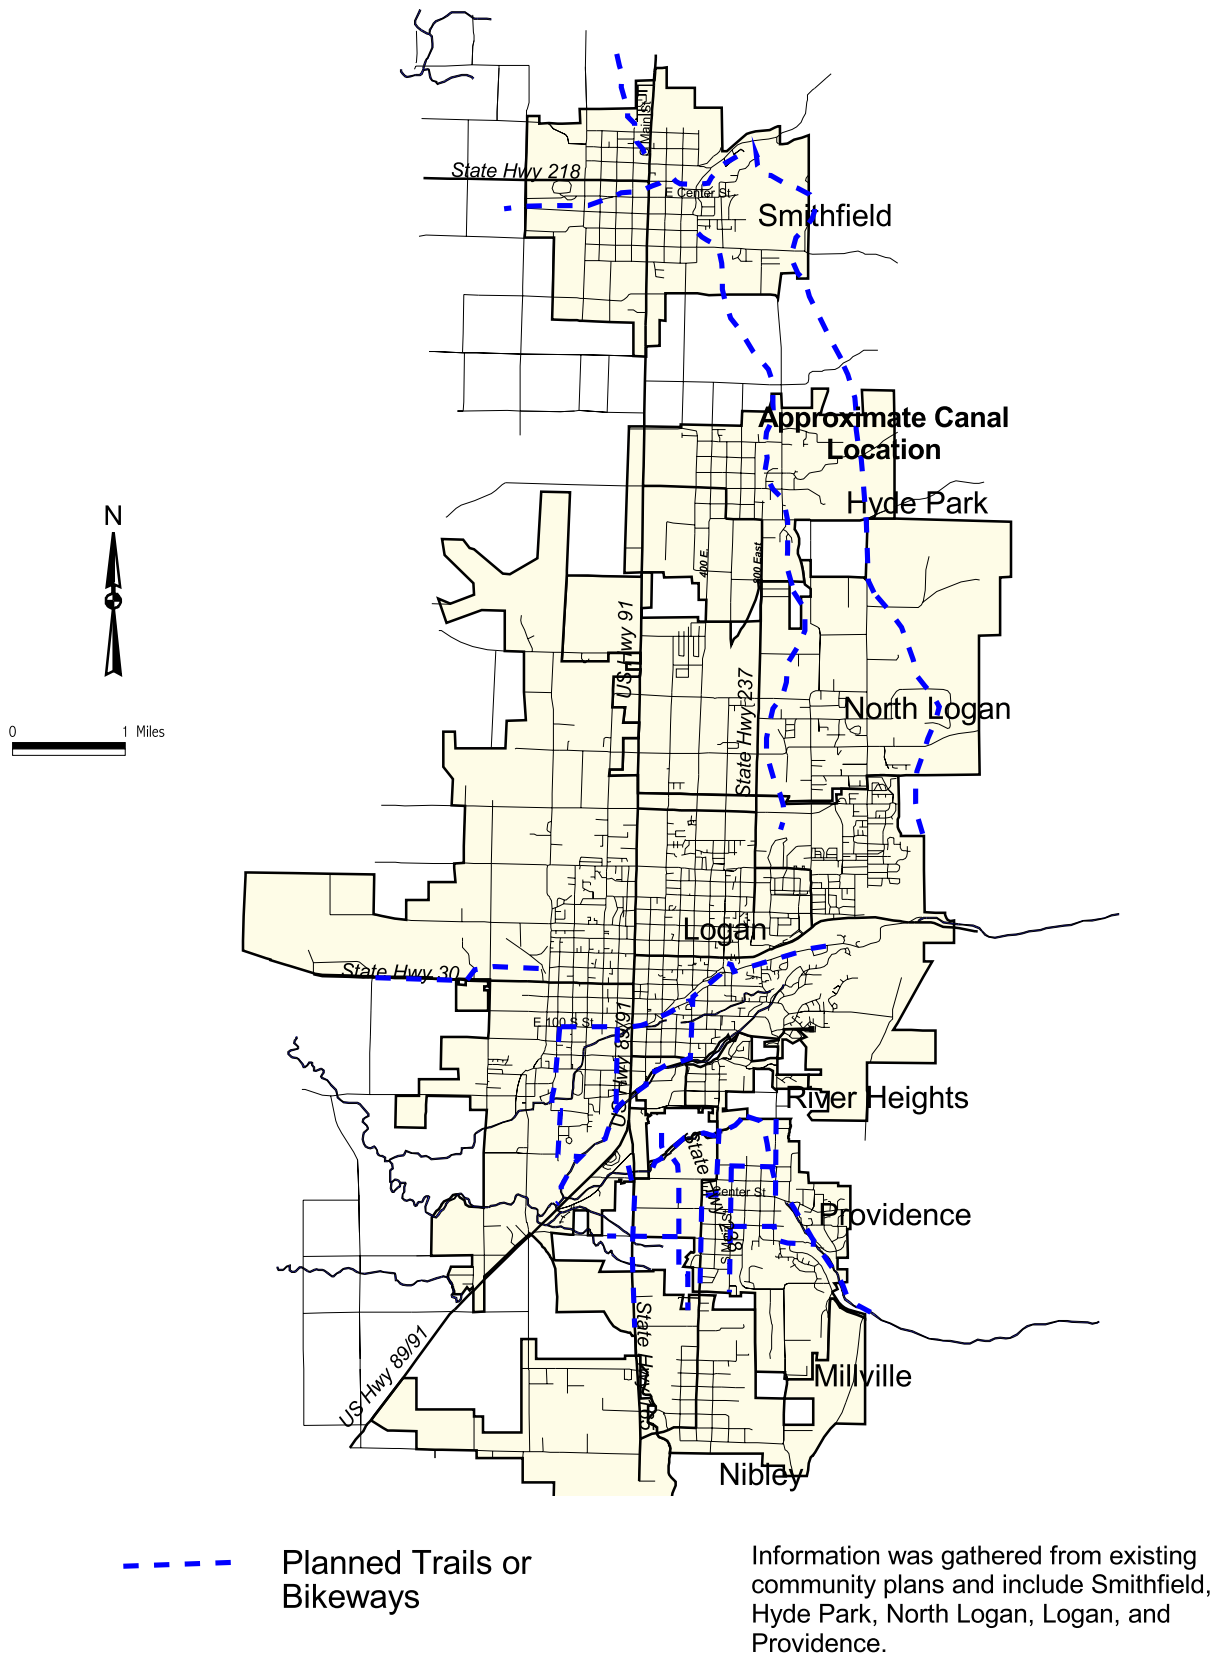 N Main St
State Hwy 218
E Center St.
Smithfield
Approximate Canal
Location
Hyde Park
N
400 E.
800 East
US Hwy 91
State Hwy 237
North Logan
0 1 Miles
Logan
State Hwy 30
E 100 S St
US Hwy 89/91
River Heights
Center St
S Main St
Providence
State Hwy 165
US Hwy 89/91
Millville
Nibley
Planned Trails or
Bikeways
Information was gathered from existing
community plans and include Smithfield,
Hyde Park, North Logan, Logan, and
Providence.